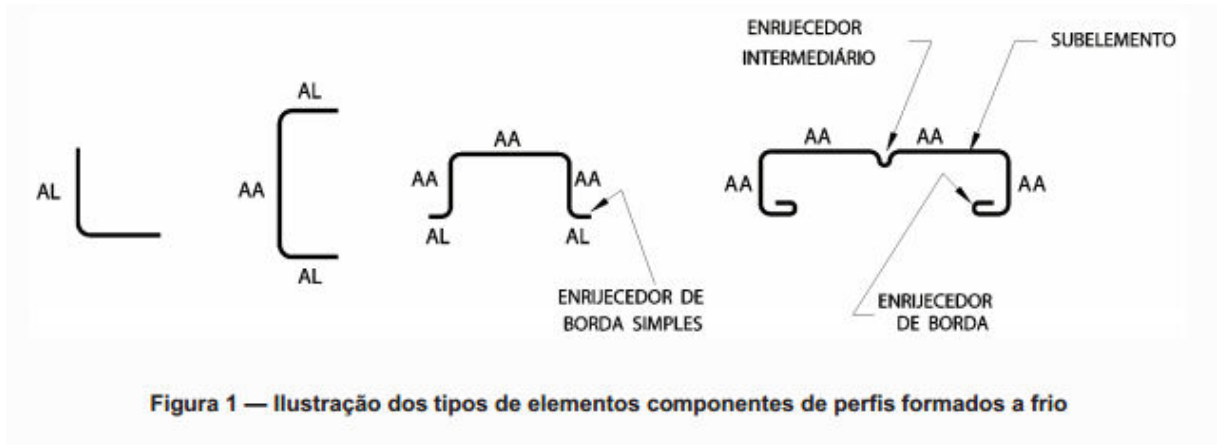 AL
AL
AA
AL
AA
AA
AA
AL
AL
ENRIJECEDOR DE
BORDA SIMPLES
ENRIJECEDOR
INTERMEDIÁRIO
SUBELEMENTO
AA
AA
AA
AA
ENRIJECEDOR
DE BORDA
Figura 1 — Ilustração dos tipos de elementos componentes de perfis formados a frio